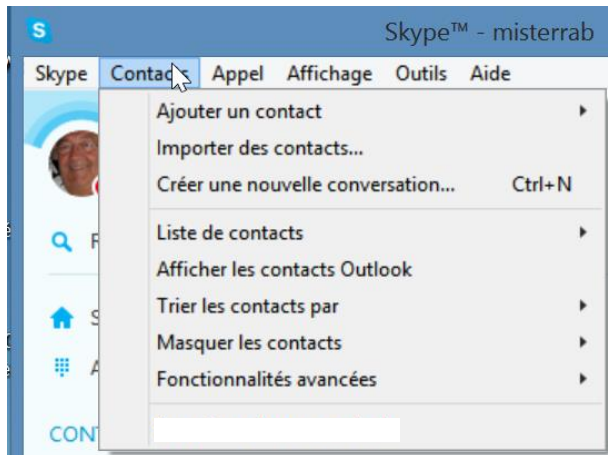 Skype™ - misterrab
Skype Contacts Appel Affichage Outils Aide
Ajouter un contact
Importer des contacts...
Créer une nouvelle conversation... Ctrl+N
Liste de contacts
Afficher les contacts Outlook
Trier les contacts par
Masquer les contacts
Fonctionnalités avancées
CON